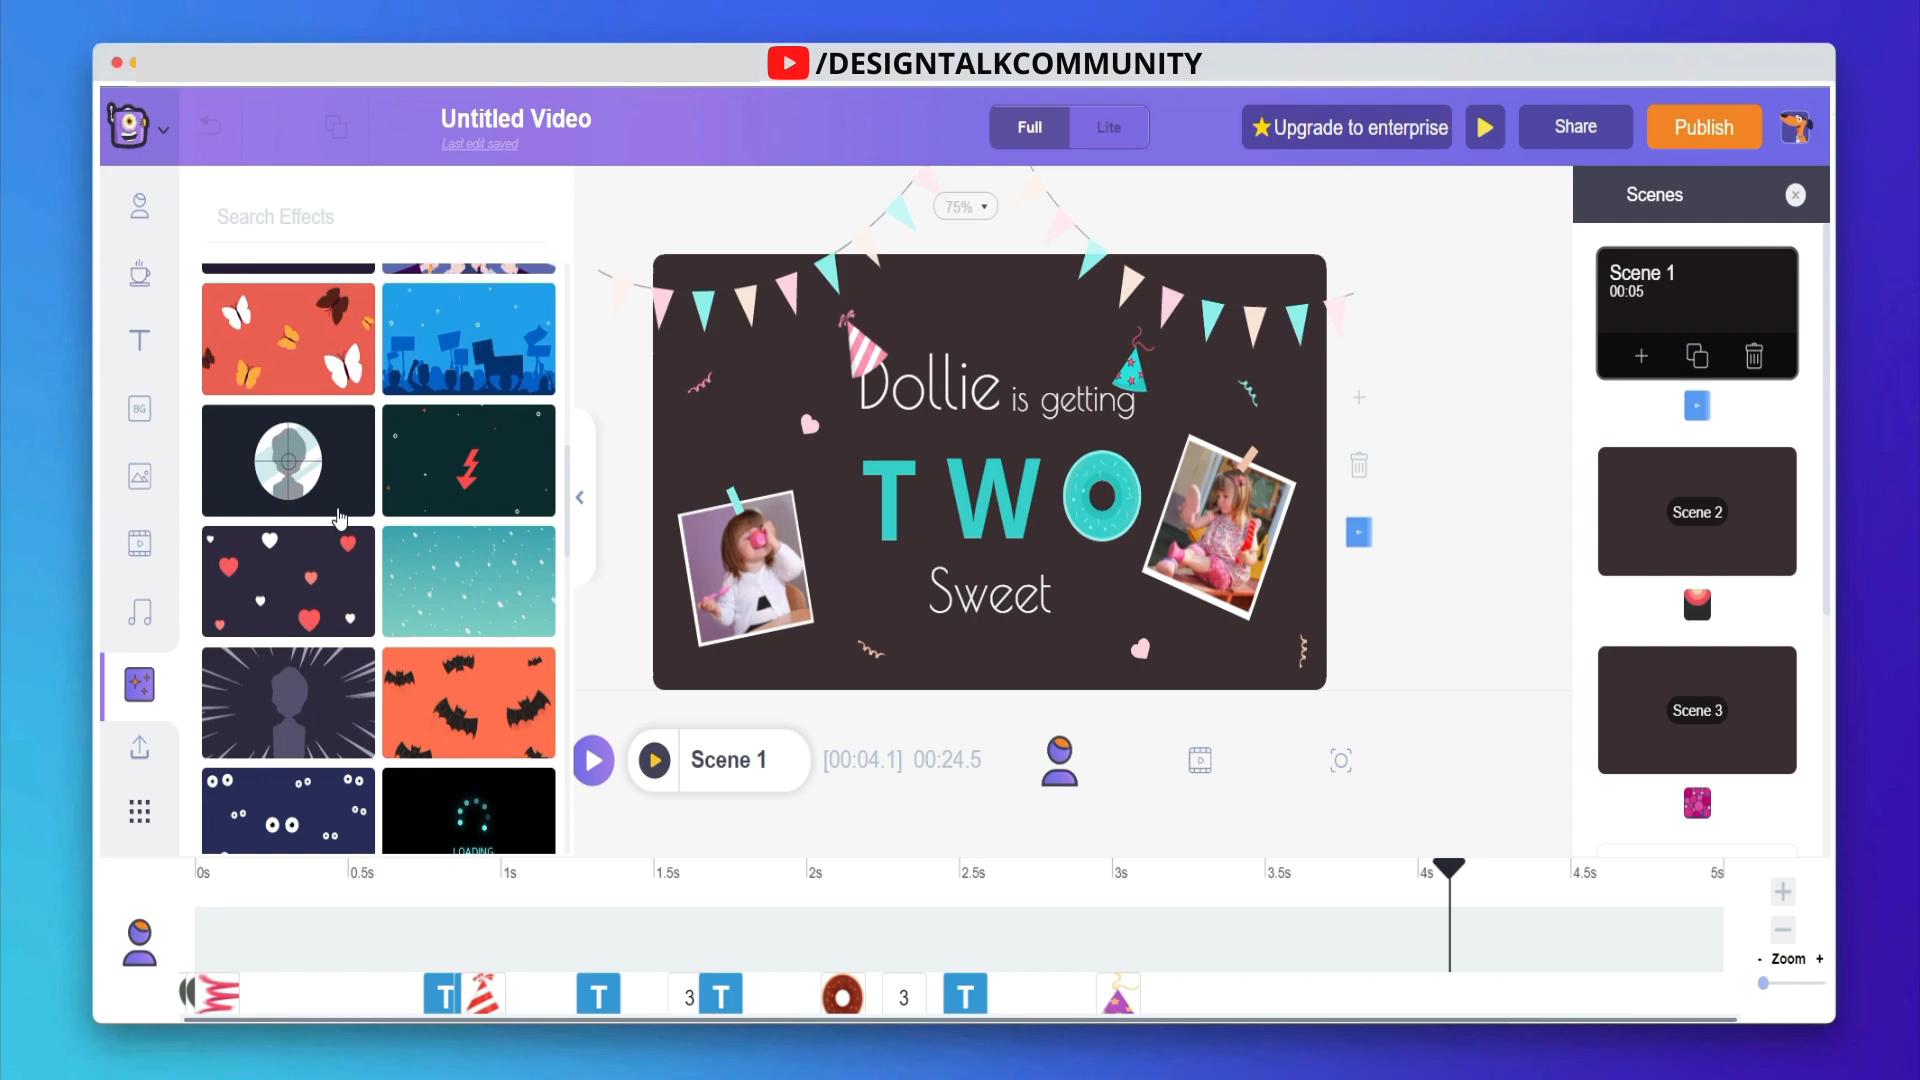 /DESIGNTALKCOMMUNITY
Untitled Video
Last edit saved
Full
Lite
Upgrade to enterprise
Share
Publish
Search Effects
75%
Scenes
Scene 1
00:05
T
BG
Dollie is getting
TWO
Sweet
Scene 2
Scene 3
LOADING
Scene 1
[00:04.1] 00:24.5
0s
0.5s
1s
1.5s
2s
2.5s
3s
3.5s
4s
4.5s
5s
- Zoom +
T
T
3
T
3
T